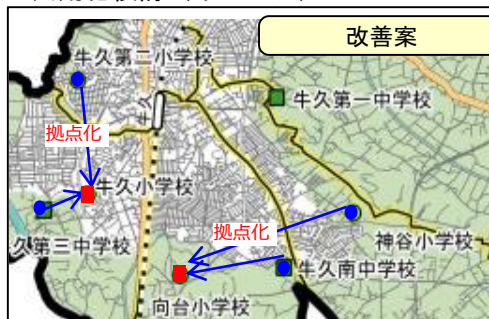 改善案
牛久第二小学校
牛久第一中学校
牛久
拠点化
牛久小学校
久第三中学校
拠点化
神谷小学校
牛久南中学校
向台小学校